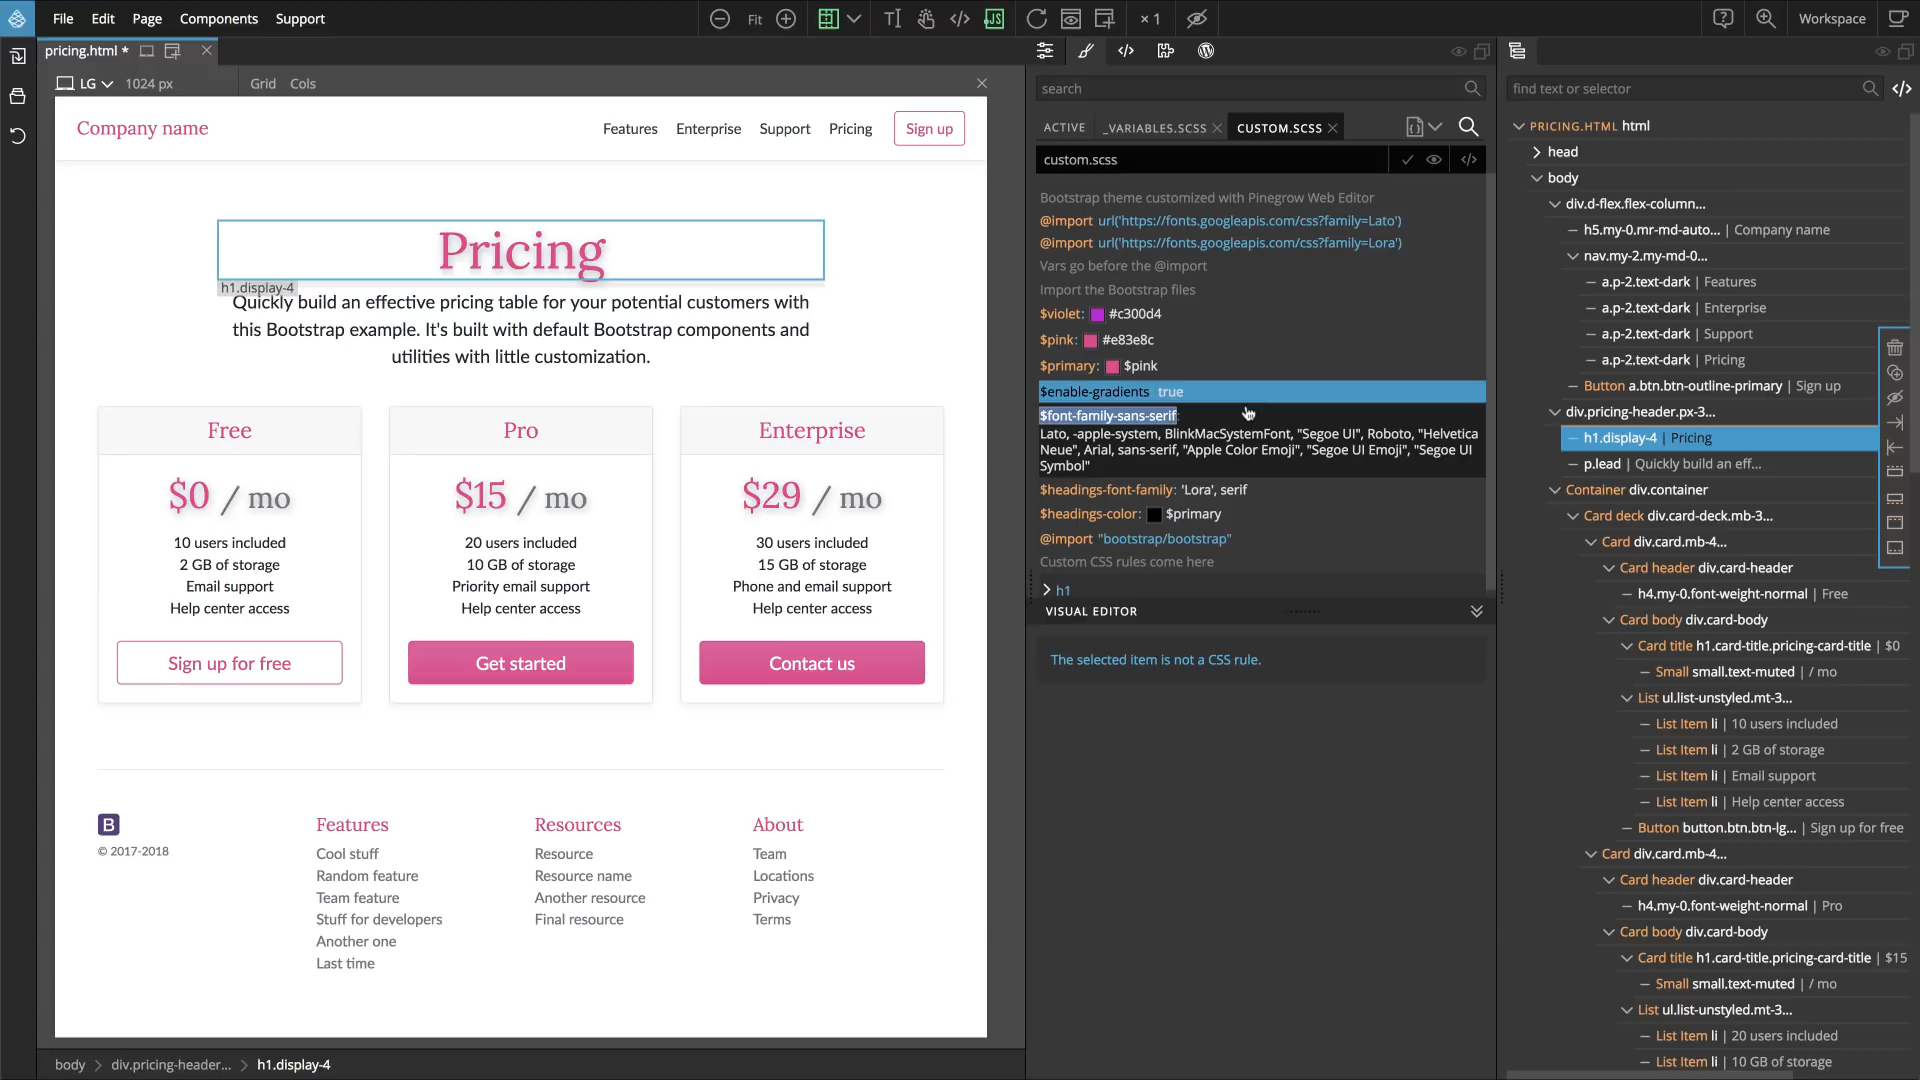 File Edit Page Components Support
Fit
JS
× 1
Workspace
pricing.html *
LG 1024 px Grid Cols
Company name
Features Enterprise Support Pricing Sign up
Pricing
h1.display-4
Quickly build an effective pricing table for your potential customers with
this Bootstrap example. It's built with default Bootstrap components and
utilities with little customization.
Free
$0 / mo
10 users included
2 GB of storage
Email support
Help center access
Sign up for free
Pro
$15 / mo
20 users included
10 GB of storage
Priority email support
Help center access
Get started
Enterprise
$29 / mo
30 users included
15 GB of storage
Phone and email support
Help center access
Contact us
B
© 2017-2018
Features
Cool stuff
Random feature
Team feature
Stuff for developers
Another one
Last time
Resources
Resource
Resource name
Another resource
Final resource
About
Team
Locations
Privacy
Terms
body div.pricing-header... h1.display-4
search
ACTIVE _VARIABLES.SCSS CUSTOM.SCSS
custom.scss
Bootstrap theme customized with Pinegrow Web Editor
@import url('https://fonts.googleapis.com/css?family=Lato')
@import url('https://fonts.googleapis.com/css?family=Lora')
Vars go before the @import
Import the Bootstrap files
$violet: #c300d4
$pink: #e83e8c
$primary: $pink
$enable-gradients true
$font-family-sans-serif:
Lato, -apple-system, BlinkMacSystemFont, "Segoe UI", Roboto, "Helvetica
Neue", Arial, sans-serif, "Apple Color Emoji", "Segoe UI Emoji", "Segoe UI
Symbol"
$headings-font-family: 'Lora', serif
$headings-color: $primary
@import "bootstrap/bootstrap"
Custom CSS rules come here
h1
VISUAL EDITOR
The selected item is not a CSS rule.
find text or selector
PRICING.HTML html
head
body
div.d-flex.flex-column...
h5.my-0.mr-md-auto... | Company name
nav.my-2.my-md-0...
a.p-2.text-dark | Features
a.p-2.text-dark | Enterprise
a.p-2.text-dark | Support
a.p-2.text-dark | Pricing
Button a.btn.btn-outline-primary | Sign up
div.pricing-header.px-3...
h1.display-4 | Pricing
p.lead | Quickly build an eff...
Container div.container
Card deck div.card-deck.mb-3...
Card div.card.mb-4...
Card header div.card-header
h4.my-0.font-weight-normal | Free
Card body div.card-body
Card title h1.card-title.pricing-card-title | $0
Small small.text-muted | / mo
List ul.list-unstyled.mt-3...
List Item li | 10 users included
List Item li | 2 GB of storage
List Item li | Email support
List Item li | Help center access
Button button.btn.btn-lg... | Sign up for free
Card div.card.mb-4...
Card header div.card-header
h4.my-0.font-weight-normal | Pro
Card body div.card-body
Card title h1.card-title.pricing-card-title | $15
Small small.text-muted | / mo
List ul.list-unstyled.mt-3...
List Item li | 20 users included
List Item li | 10 GB of storage